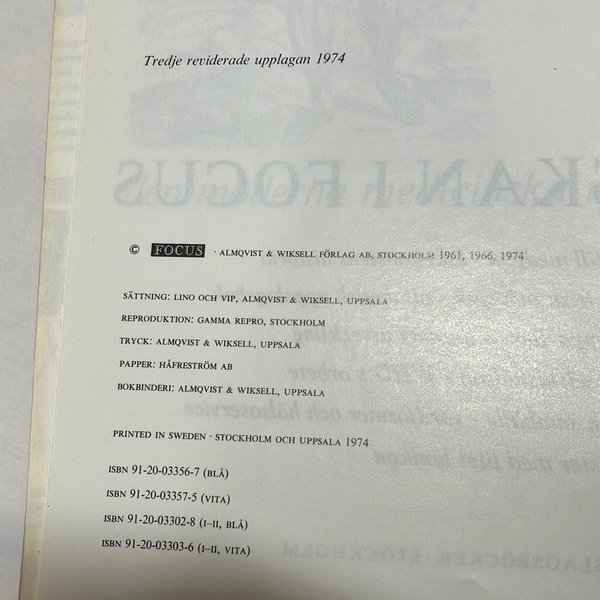 Tredje reviderade upplagan 1974
© FOCUS · ALMQVIST & WIKSELL FÖRLAG AB, STOCKHOLM 1961, 1966, 1974
SÄTTNING: LINO OCH VIP, ALMQVIST & WIKSELL, UPPSALA
REPRODUKTION: GAMMA REPRO, STOCKHOLM
TRYCK: ALMQVIST & WIKSELL, UPPSALA
PAPPER: HÅFRESTRÖM AB
BOKBINDERI: ALMQVIST & WIKSELL, UPPSALA
PRINTED IN SWEDEN · STOCKHOLM OCH UPPSALA 1974
ISBN 91-20-03356-7 (BLÅ)
ISBN 91-20-03357-5 (VITA)
ISBN 91-20-03302-8 (I–II, BLÅ)
ISBN 91-20-03303-6 (I–II, VITA)